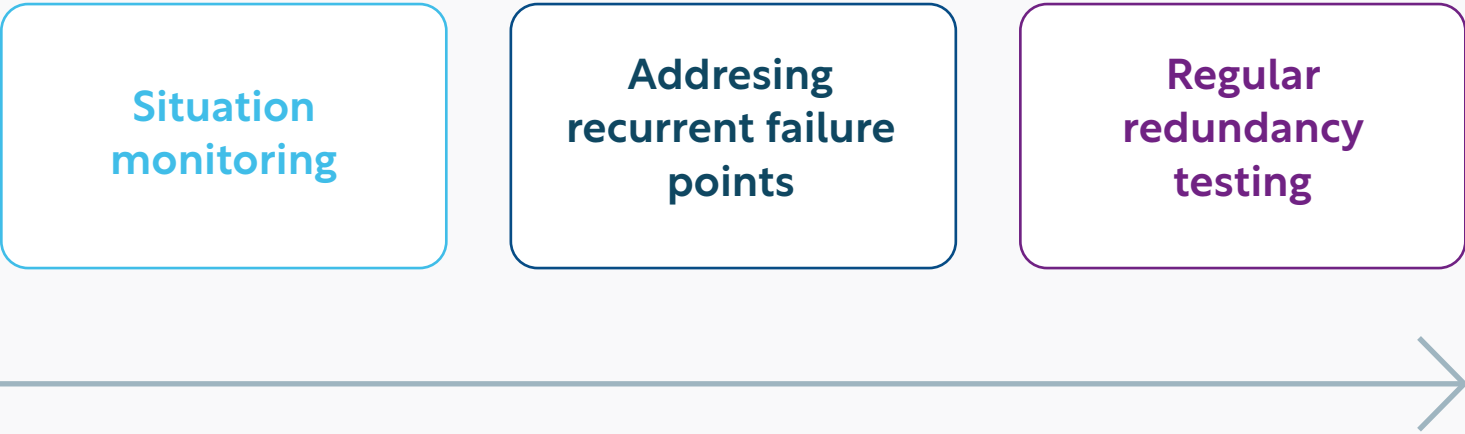 Situation
monitoring
Addresing
recurrent failure
points
Regular
redundancy
testing